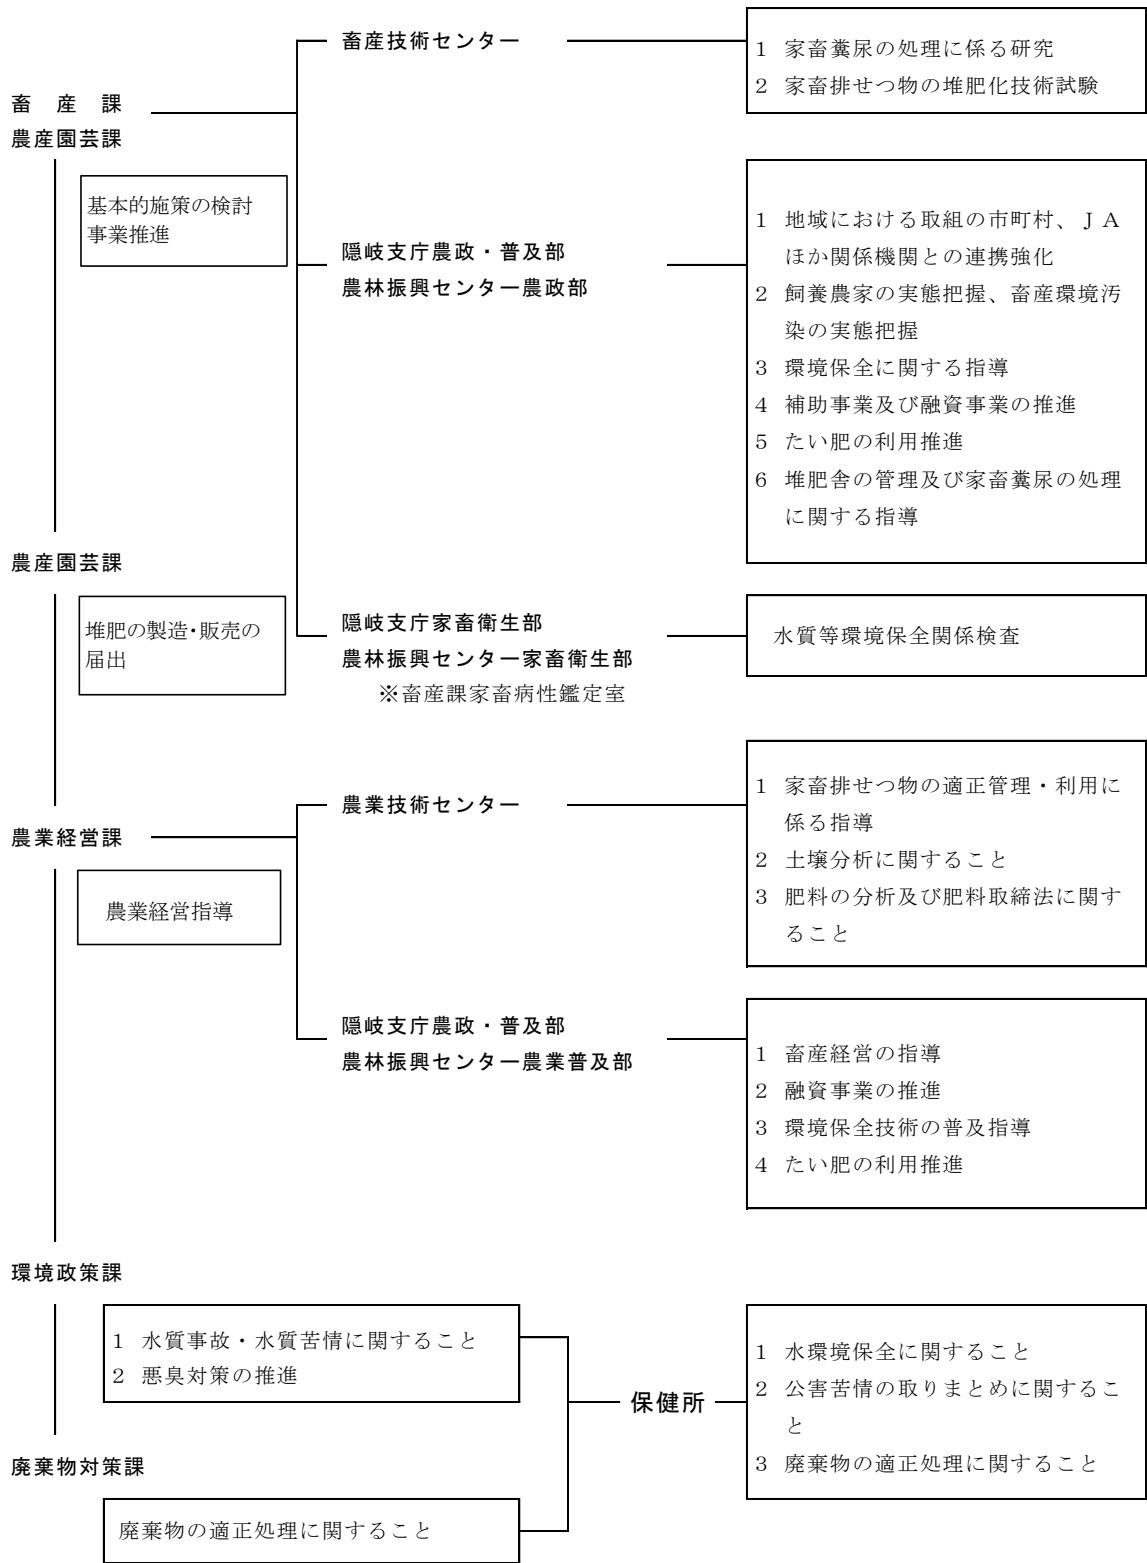 畜産技術センター
1 家畜糞尿の処理に係る研究
2 家畜排せつ物の堆肥化技術試験
畜 産 課
農産園芸課
基本的施策の検討
事業推進
隠岐支庁農政・普及部
農林振興センター農政部
1 地域における取組の市町村、JA
ほか関係機関との連携強化
2 飼養農家の実態把握、畜産環境汚
染の実態把握
3 環境保全に関する指導
4 補助事業及び融資事業の推進
5 たい肥の利用推進
6 堆肥舎の管理及び家畜糞尿の処理
に関する指導
農産園芸課
堆肥の製造・販売の
届出
隠岐支庁家畜衛生部
農林振興センター家畜衛生部
※畜産課家畜病性鑑定室
水質等環境保全関係検査
農業経営課
農業経営指導
農業技術センター
1 家畜排せつ物の適正管理・利用に
係る指導
2 土壌分析に関すること
3 肥料の分析及び肥料取締法に関す
ること
隠岐支庁農政・普及部
農林振興センター農業普及部
1 畜産経営の指導
2 融資事業の推進
3 環境保全技術の普及指導
4 たい肥の利用推進
環境政策課
1 水質事故・水質苦情に関すること
2 悪臭対策の推進
保健所
1 水環境保全に関すること
2 公害苦情の取りまとめに関するこ
と
3 廃棄物の適正処理に関すること
廃棄物対策課
廃棄物の適正処理に関すること